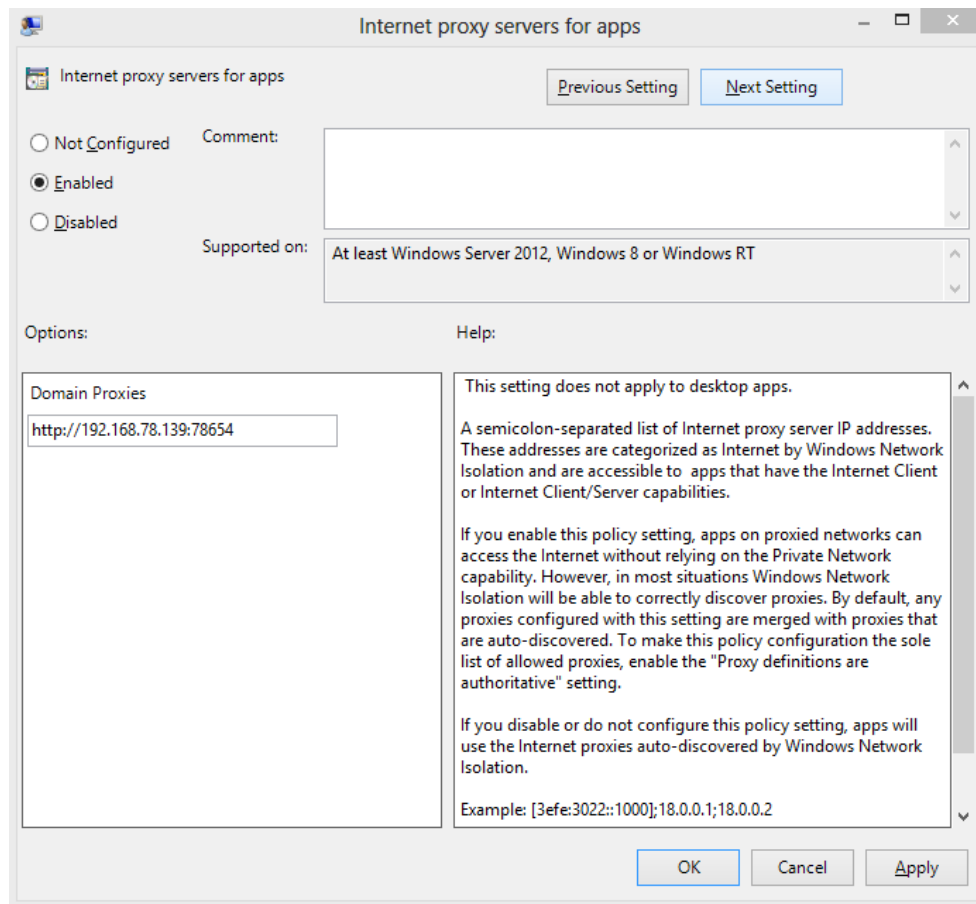 Internet proxy servers for apps
Internet proxy servers for apps
Previous Setting
Next Setting
Not Configured
Comment:
Enabled
Disabled
Supported on:
At least Windows Server 2012, Windows 8 or Windows RT
Options:
Help:
Domain Proxies
http://192.168.78.139:78654
This setting does not apply to desktop apps.
A semicolon-separated list of Internet proxy server IP addresses.
These addresses are categorized as Internet by Windows Network
Isolation and are accessible to  apps that have the Internet Client
or Internet Client/Server capabilities.
If you enable this policy setting, apps on proxied networks can
access the Internet without relying on the Private Network
capability. However, in most situations Windows Network
Isolation will be able to correctly discover proxies. By default, any
proxies configured with this setting are merged with proxies that
are auto-discovered. To make this policy configuration the sole
list of allowed proxies, enable the "Proxy definitions are
authoritative" setting.
If you disable or do not configure this policy setting, apps will
use the Internet proxies auto-discovered by Windows Network
Isolation.
Example: [3efe:3022::1000];18.0.0.1;18.0.0.2
OK
Cancel
Apply